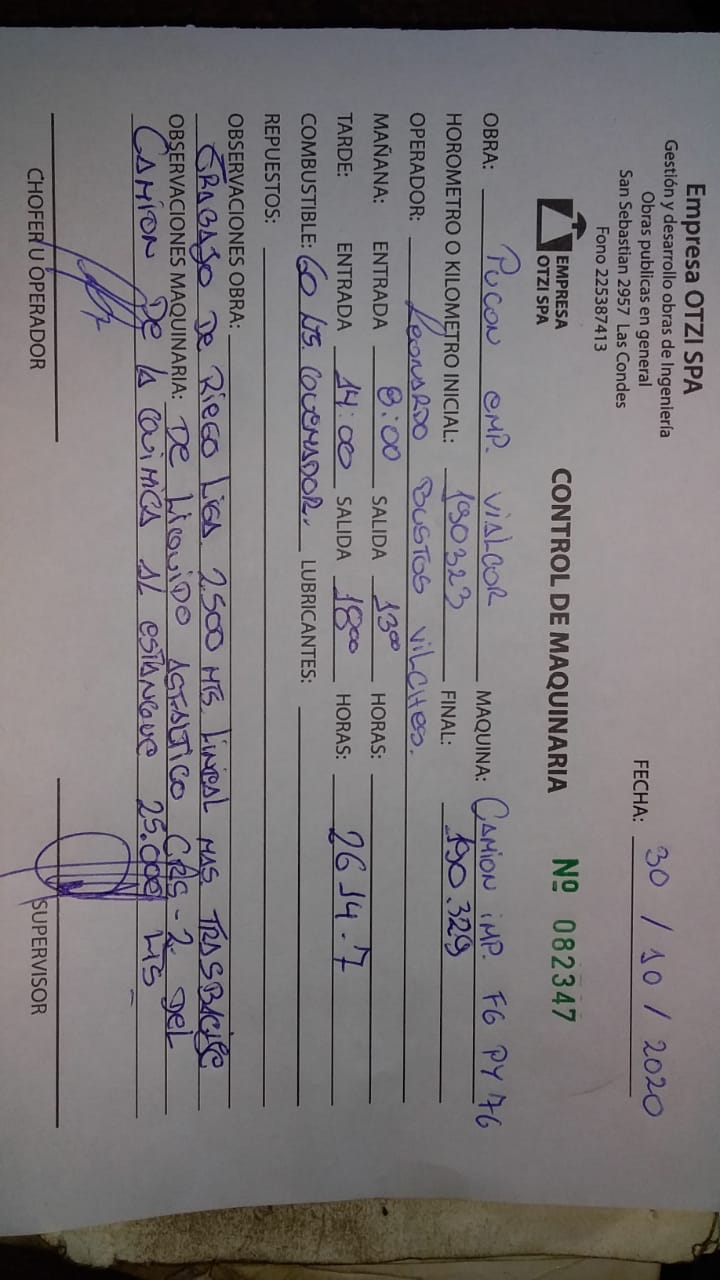 Empresa OTZI SPA
Gestión y desarrollo obras de Ingeniería
Obras publicas en general
San Sebastian 2957 Las Condes
Fono 225387413
FECHA: 30 / 10 / 2020
EMPRESA
OTZI SPA
CONTROL DE MAQUINARIA
Nº 082347
OBRA: PUCON EMP. VIALCOR MAQUINA: CAMION IMP. FG PY 76
HOROMETRO O KILOMETRO INICIAL: 190323 FINAL: 190.329
OPERADOR: Leonardo BUSTOS VILCHES.
MAÑANA: ENTRADA 8:00 SALIDA 13⁰⁰ HORAS:
TARDE: ENTRADA 14:00 SALIDA 18⁰⁰ HORAS: 2614.7
COMBUSTIBLE: 60 LTS. QUEMADOR. LUBRICANTES:
REPUESTOS:
OBSERVACIONES OBRA:
TRABAJO DE RIEGO LIGA 2.500 MTS. LINEAL MAS
OBSERVACIONES MAQUINARIA: DE LIQUIDO ASFALTICO CRS-2 DEL
CAMION DE LA QUIMICA AL ESTANQUE 25.000 LTS
CHOFER U OPERADOR
SUPERVISOR